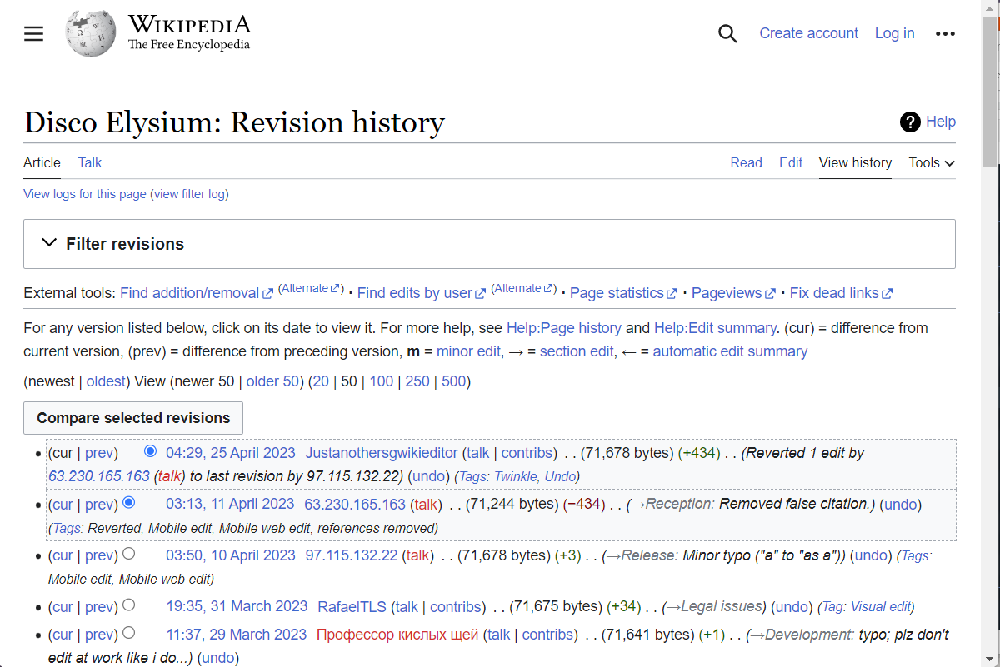 WIKIPEDIA
The Free Encyclopedia
Create account Log in
Disco Elysium: Revision history
? Help
Article Talk Read Edit View history Tools
View logs for this page (view filter log)
Filter revisions
External tools: Find addition/removal (Alternate) · Find edits by user (Alternate) · Page statistics · Pageviews · Fix dead links
For any version listed below, click on its date to view it. For more help, see Help:Page history and Help:Edit summary. (cur) = difference from
current version, (prev) = difference from preceding version, m = minor edit, → = section edit, ← = automatic edit summary
(newest | oldest) View (newer 50 | older 50) (20 | 50 | 100 | 250 | 500)
Compare selected revisions
(cur | prev) 04:29, 25 April 2023 Justanothersgwikieditor (talk | contribs) . . (71,678 bytes) (+434) . . (Reverted 1 edit by
63.230.165.163 (talk) to last revision by 97.115.132.22) (undo) (Tags: Twinkle, Undo)
(cur | prev) 03:13, 11 April 2023 63.230.165.163 (talk) . . (71,244 bytes) (−434) . . (→Reception: Removed false citation.) (undo)
(Tags: Reverted, Mobile edit, Mobile web edit, references removed)
(cur | prev) 03:50, 10 April 2023 97.115.132.22 (talk) . . (71,678 bytes) (+3) . . (→Release: Minor typo ("a" to "as a")) (undo) (Tags:
Mobile edit, Mobile web edit)
(cur | prev) 19:35, 31 March 2023 RafaelTLS (talk | contribs) . . (71,675 bytes) (+34) . . (→Legal issues) (undo) (Tag: Visual edit)
(cur | prev) 11:37, 29 March 2023 Профессор кислых щей (talk | contribs) . . (71,641 bytes) (+1) . . (→Development: typo; plz don't
edit at work like i do...) (undo)